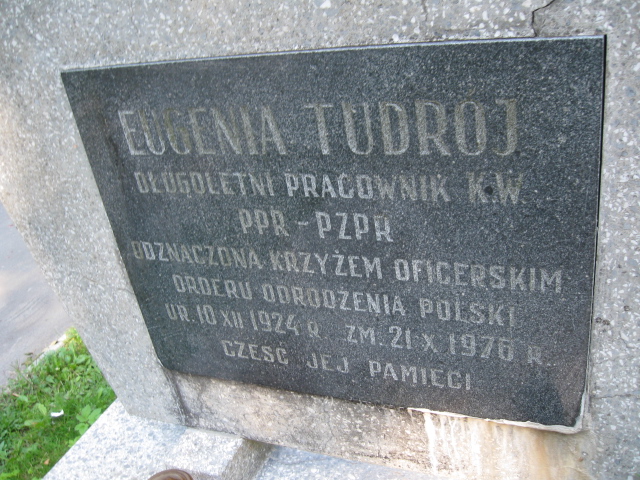 EUGENIA TUDRÓJ
DŁUGOLETNI PRACOWNIK K.W.
PPR-PZPR
ODZNACZONA KRZYŻEM OFICERSKIM
ORDERU ODRODZENIA POLSKI
UR. 10 XII 1924 R. ZM. 21 X 1976 R.
CZEŚĆ JEJ PAMIĘCI